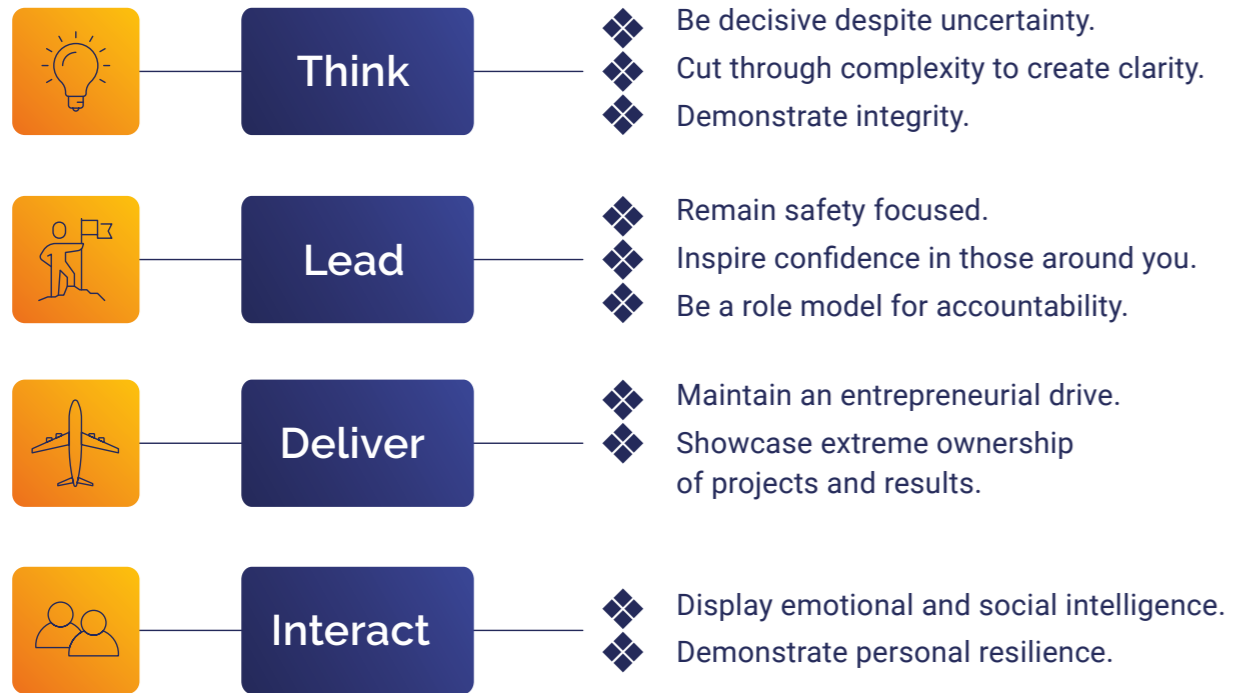 Think
Be decisive despite uncertainty.
Cut through complexity to create clarity.
Demonstrate integrity.
Lead
Remain safety focused.
Inspire confidence in those around you.
Be a role model for accountability.
Deliver
Maintain an entrepreneurial drive.
Showcase extreme ownership
of projects and results.
Interact
Display emotional and social intelligence.
Demonstrate personal resilience.